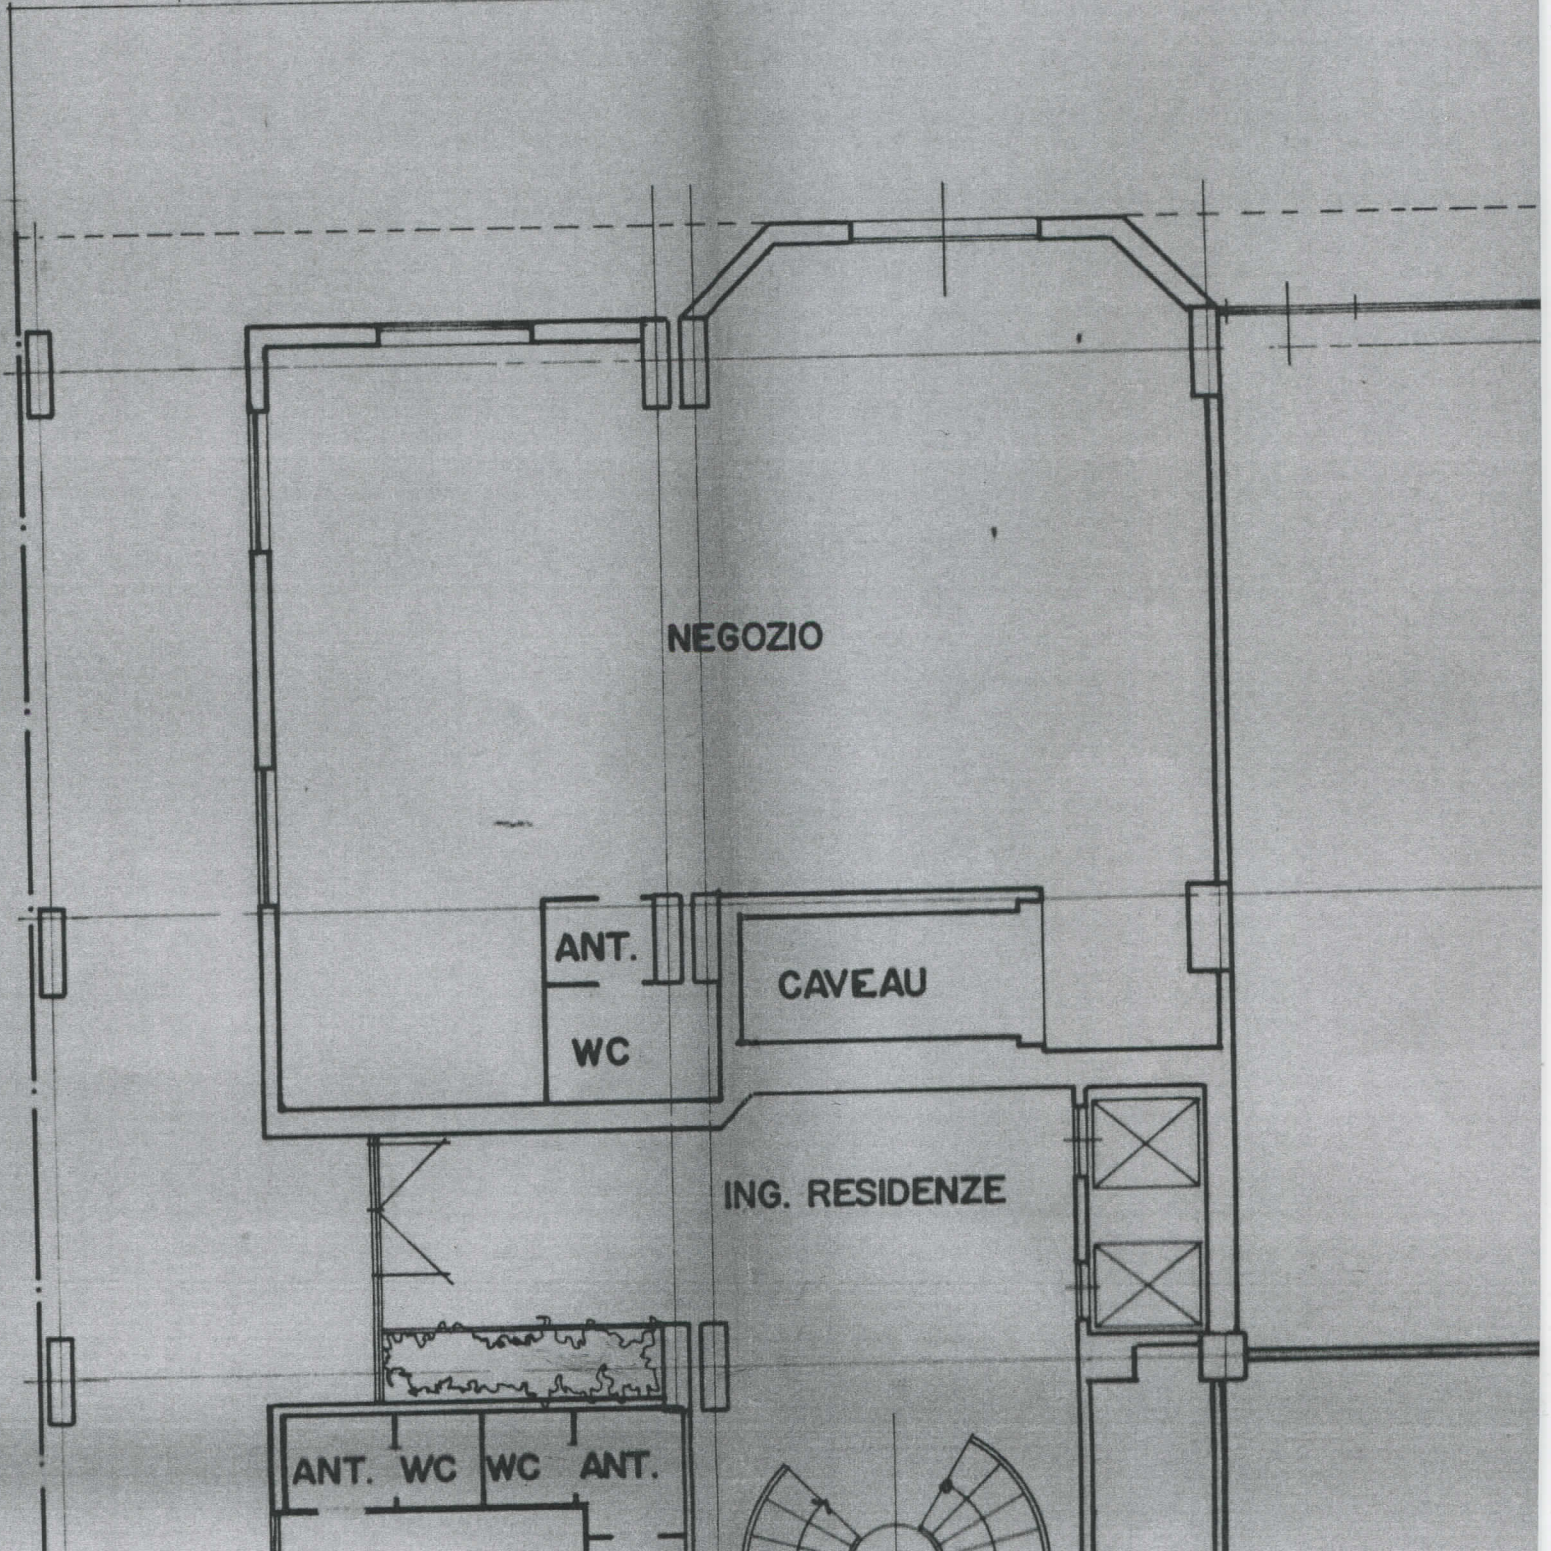 NEGOZIO
ANT.
CAVEAU
WC
ING. RESIDENZE
ANT. WC WC ANT.